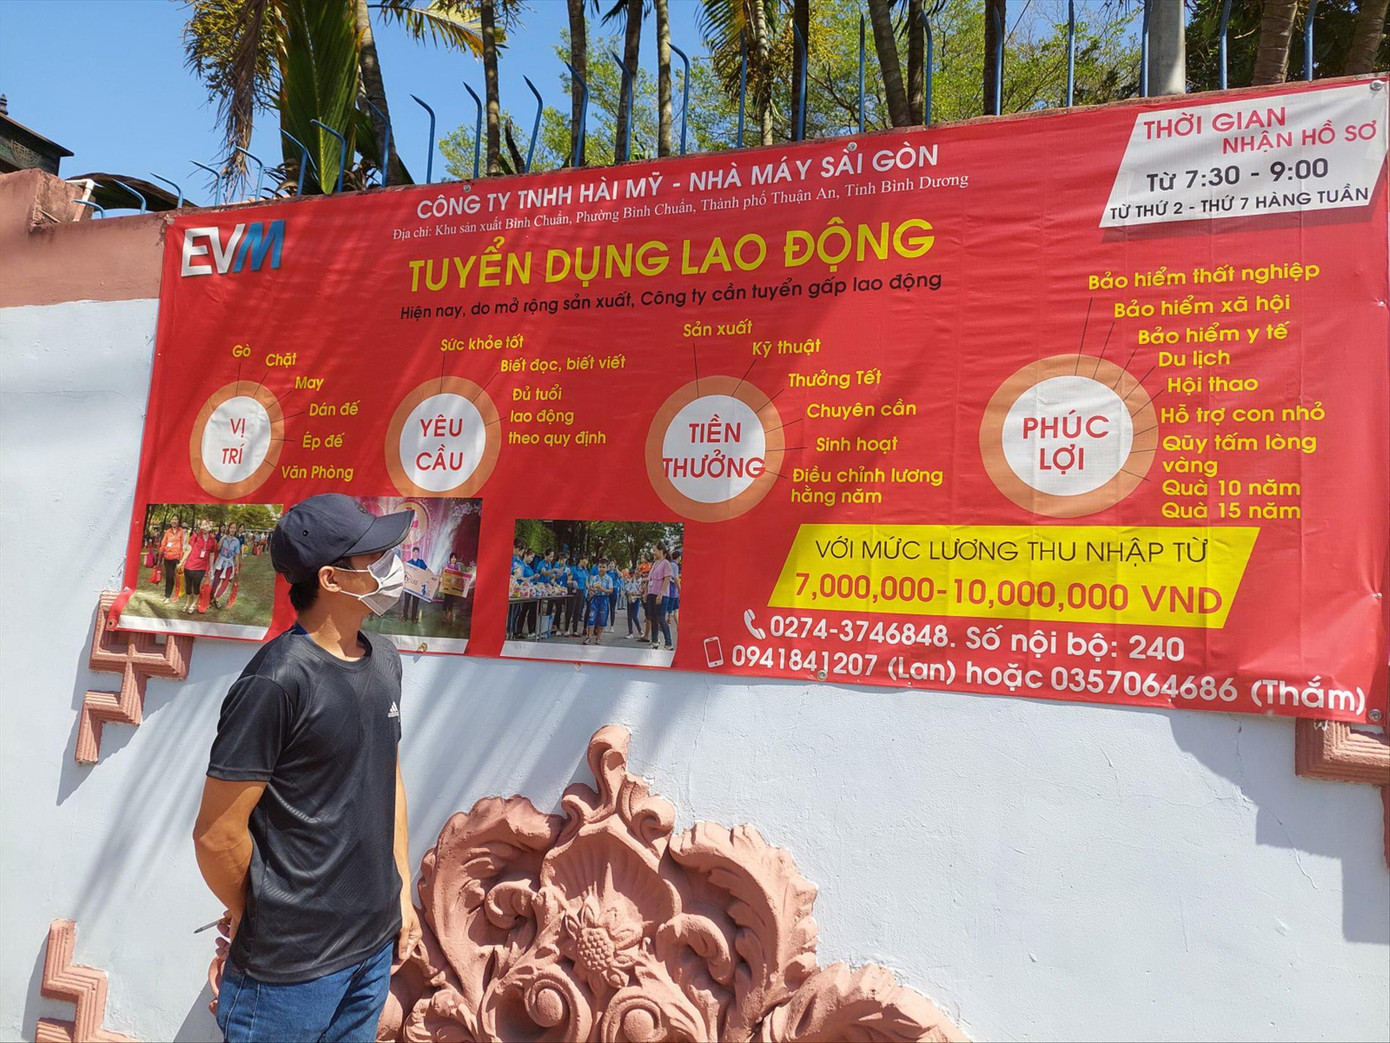 CÔNG TY TNHH HÀI MỸ - NHÀ MÁY SÀI GÒN
Địa chỉ: Khu sản xuất Bình Chuẩn, Phường Bình Chuẩn, Thành phố Thuận An, Tỉnh Bình Dương
THỜI GIAN
NHẬN HỒ SƠ
Từ 7:30 - 9:00
TỪ THỨ 2 - THỨ 7 HÀNG TUẦN
EVM
TUYỂN DỤNG LAO ĐỘNG
Hiện nay, do mở rộng sản xuất, Công ty cần tuyển gấp lao động
VỊ
TRÍ
Gò
Chặt
May
Dán đế
Ép đế
Văn Phòng
YÊU
CẦU
Sức khỏe tốt
Biết đọc, biết viết
Đủ tuổi
lao động
theo quy định
TIỀN
THƯỞNG
Sản xuất
Kỹ thuật
Thưởng Tết
Chuyên cần
Sinh hoạt
Điều chỉnh lương
hằng năm
PHÚC
LỢI
Bảo hiểm thất nghiệp
Bảo hiểm xã hội
Bảo hiểm y tế
Du lịch
Hội thao
Hỗ trợ con nhỏ
Qũy tấm lòng
vàng
Quà 10 năm
Quà 15 năm
VỚI MỨC LƯƠNG THU NHẬP TỪ
7,000,000-10,000,000 VND
0274-3746848. Số nội bộ: 240
0941841207 (Lan) hoặc 0357064686 (Thắm)
adidas